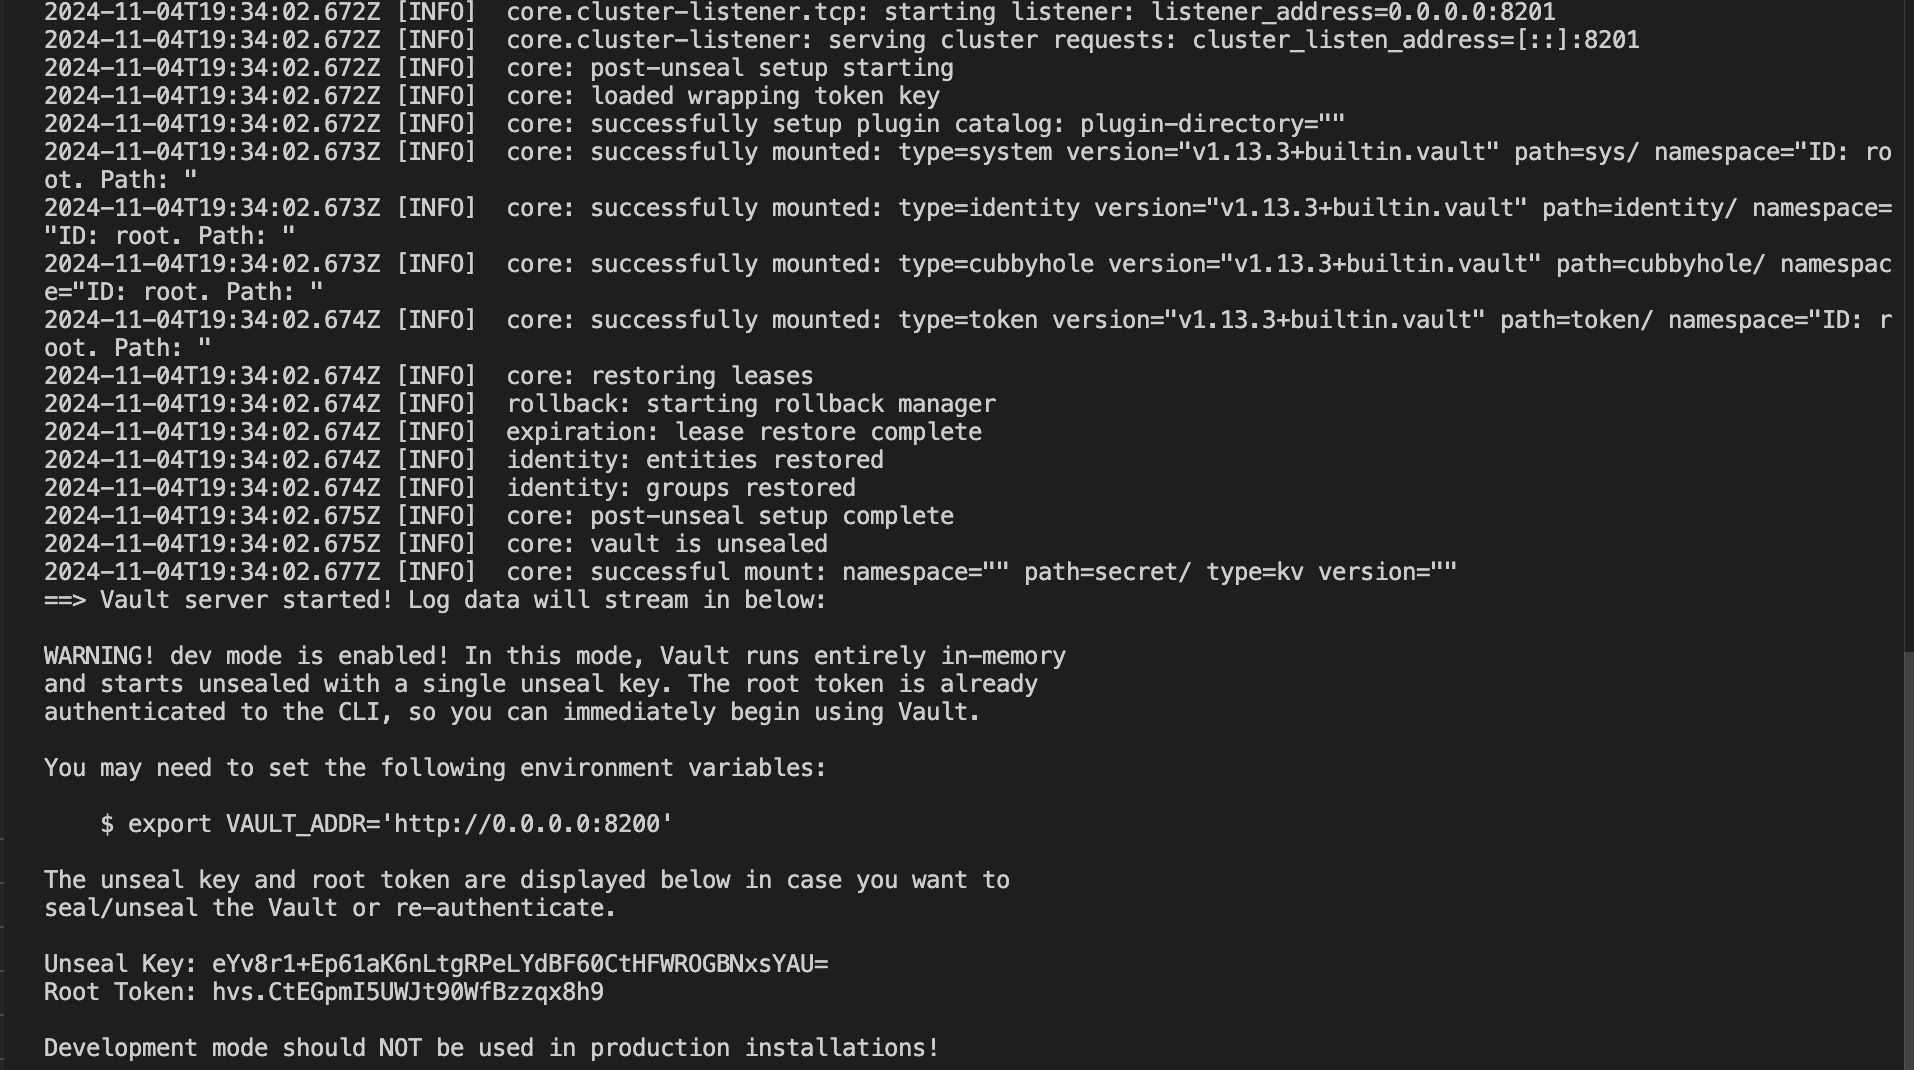 2024-11-04T19:34:02.672Z [INFO]  core.cluster-listener.tcp: starting listener: listener_address=0.0.0.0:8201
2024-11-04T19:34:02.672Z [INFO]  core.cluster-listener: serving cluster requests: cluster_listen_address=[::]:8201
2024-11-04T19:34:02.672Z [INFO]  core: post-unseal setup starting
2024-11-04T19:34:02.672Z [INFO]  core: loaded wrapping token key
2024-11-04T19:34:02.672Z [INFO]  core: successfully setup plugin catalog: plugin-directory=""
2024-11-04T19:34:02.673Z [INFO]  core: successfully mounted: type=system version="v1.13.3+builtin.vault" path=sys/ namespace="ID: ro
ot. Path: "
2024-11-04T19:34:02.673Z [INFO]  core: successfully mounted: type=identity version="v1.13.3+builtin.vault" path=identity/ namespace=
"ID: root. Path: "
2024-11-04T19:34:02.673Z [INFO]  core: successfully mounted: type=cubbyhole version="v1.13.3+builtin.vault" path=cubbyhole/ namespac
e="ID: root. Path: "
2024-11-04T19:34:02.674Z [INFO]  core: successfully mounted: type=token version="v1.13.3+builtin.vault" path=token/ namespace="ID: r
oot. Path: "
2024-11-04T19:34:02.674Z [INFO]  core: restoring leases
2024-11-04T19:34:02.674Z [INFO]  rollback: starting rollback manager
2024-11-04T19:34:02.674Z [INFO]  expiration: lease restore complete
2024-11-04T19:34:02.674Z [INFO]  identity: entities restored
2024-11-04T19:34:02.674Z [INFO]  identity: groups restored
2024-11-04T19:34:02.675Z [INFO]  core: post-unseal setup complete
2024-11-04T19:34:02.675Z [INFO]  core: vault is unsealed
2024-11-04T19:34:02.677Z [INFO]  core: successful mount: namespace="" path=secret/ type=kv version=""
==> Vault server started! Log data will stream in below:
WARNING! dev mode is enabled! In this mode, Vault runs entirely in-memory
and starts unsealed with a single unseal key. The root token is already
authenticated to the CLI, so you can immediately begin using Vault.
You may need to set the following environment variables:
    $ export VAULT_ADDR='http://0.0.0.0:8200'
The unseal key and root token are displayed below in case you want to
seal/unseal the Vault or re-authenticate.
Unseal Key: eYv8r1+Ep61aK6nLtgRPeLYdBF60CtHFWROGBNxsYAU=
Root Token: hvs.CtEGpmI5UWJt90WfBzzqx8h9
Development mode should NOT be used in production installations!